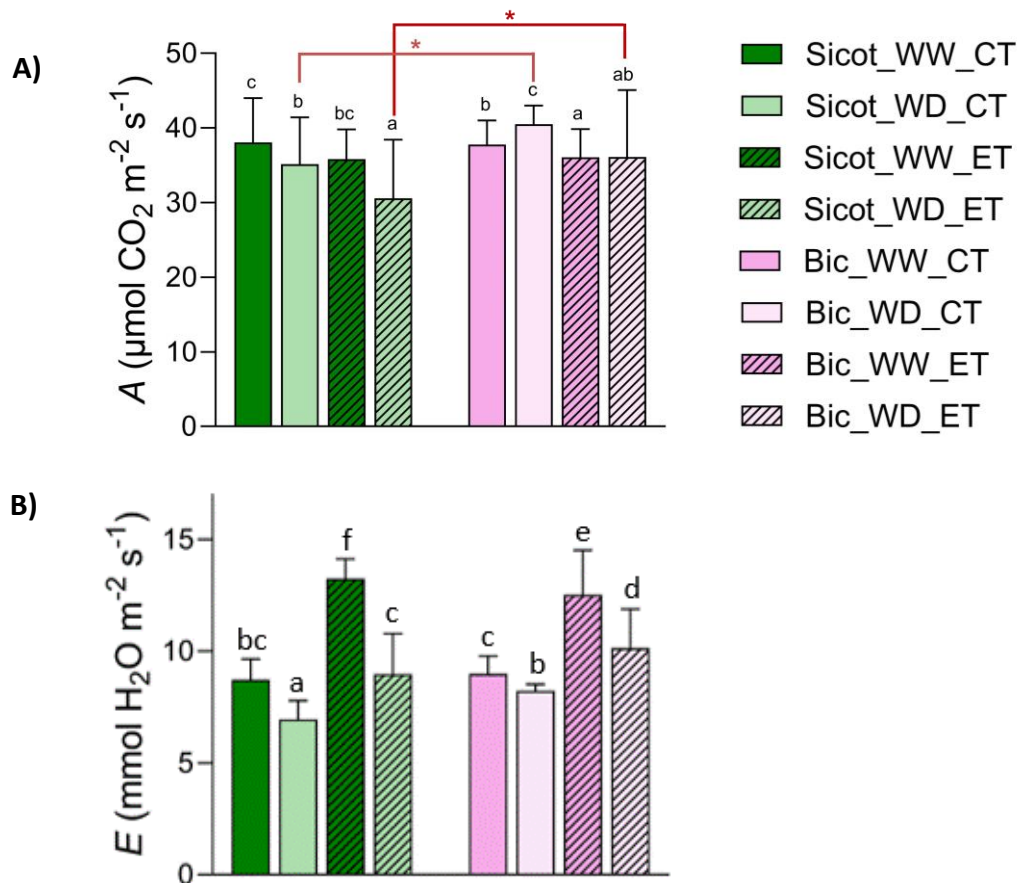 A)
A (µmol CO₂ m⁻² s⁻¹)
50
40
30
20
10
0
*
*
c
b
bc
a
b
c
a
ab
Sicot_WW_CT
Sicot_WD_CT
Sicot_WW_ET
Sicot_WD_ET
Bic_WW_CT
Bic_WD_CT
Bic_WW_ET
Bic_WD_ET
B)
E (mmol H₂O m⁻² s⁻¹)
15
10
5
0
bc
a
f
c
c
b
e
d